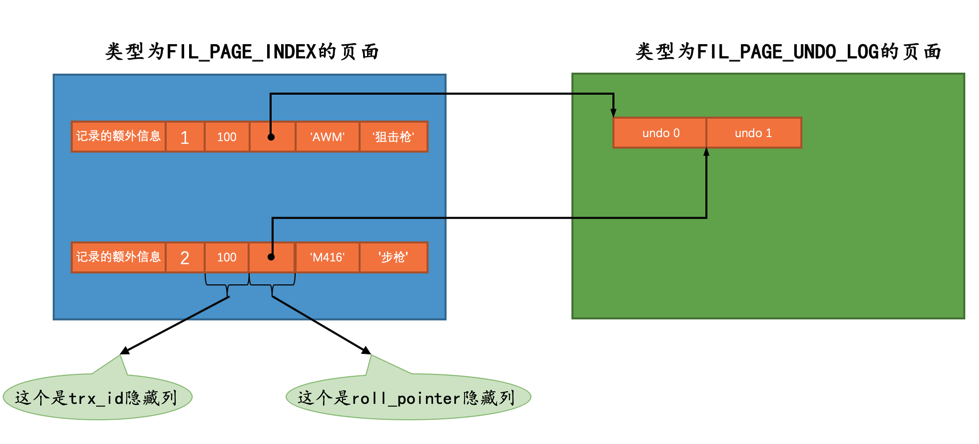 类型为FIL_PAGE_INDEX的页面
类型为FIL_PAGE_UNDO_LOG的页面
记录的额外信息 1 100 'AWM' '狙击枪'
undo 0 undo 1
记录的额外信息 2 100 'M416' '步枪'
这个是trx_id隐藏列
这个是roll_pointer隐藏列